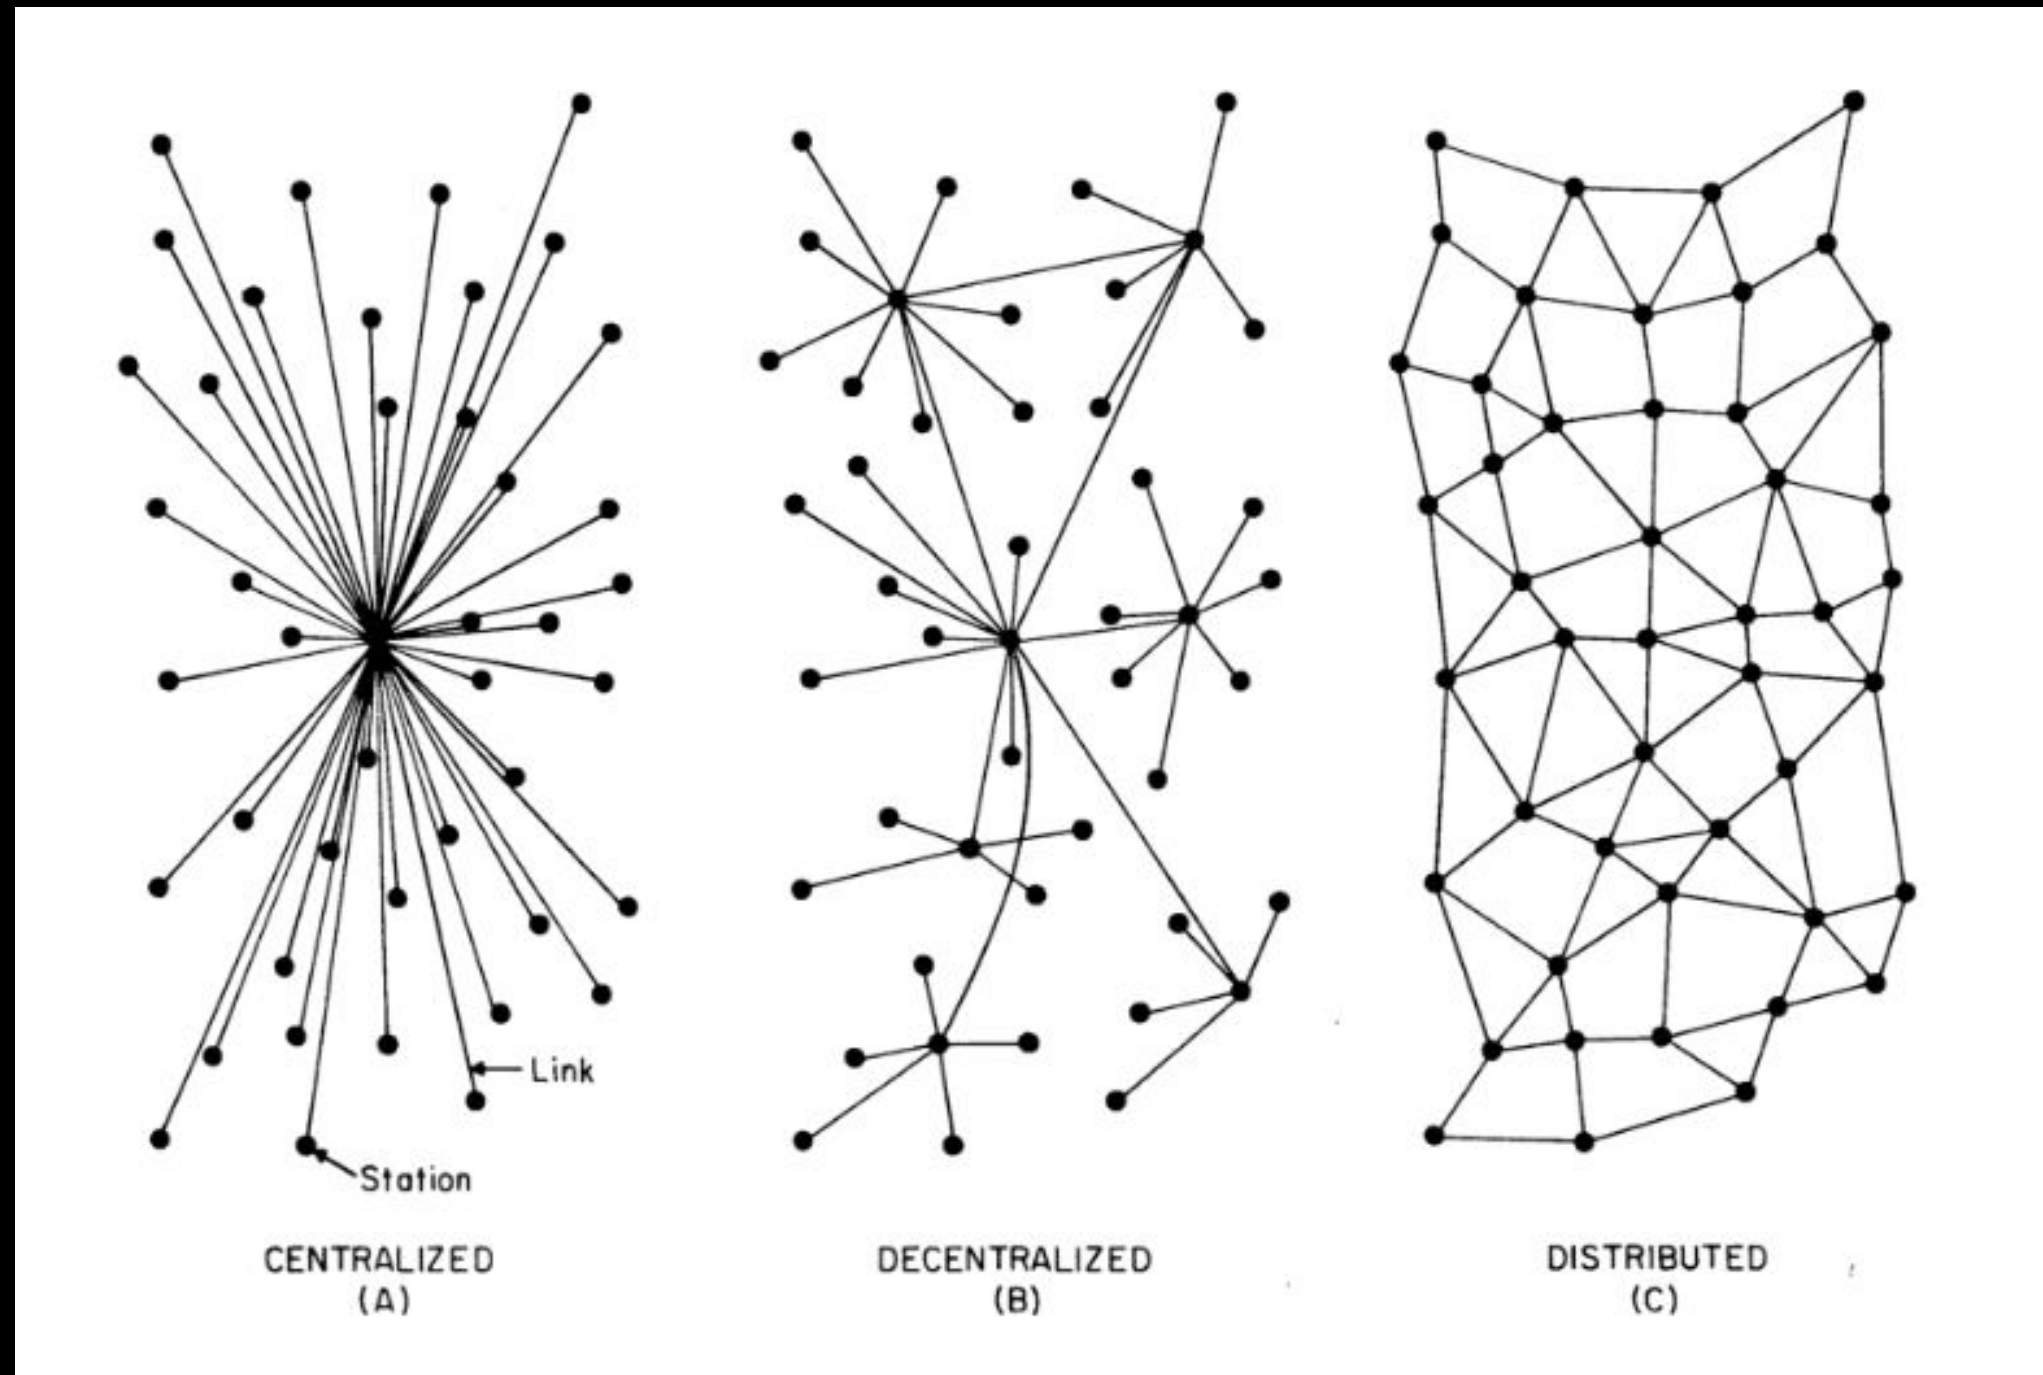 Link
Station
CENTRALIZED
(A)
DECENTRALIZED
(B)
DISTRIBUTED
(C)